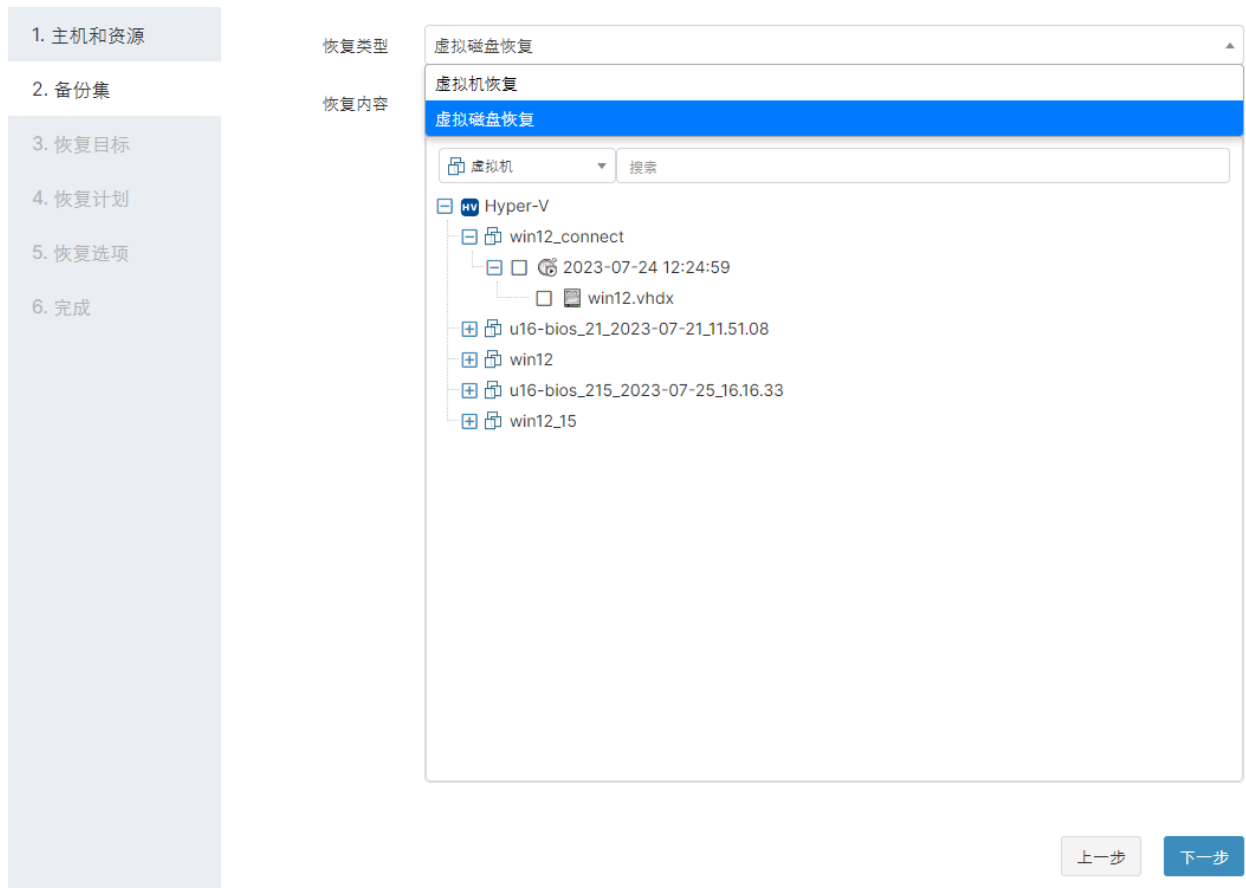 1. 主机和资源
2. 备份集
3. 恢复目标
4. 恢复计划
5. 恢复选项
6. 完成
恢复类型
虚拟磁盘恢复
虚拟机恢复
虚拟磁盘恢复
恢复内容
虚拟机
搜索
HV Hyper-V
win12_connect
2023-07-24 12:24:59
win12.vhdx
u16-bios_21_2023-07-21_11.51.08
win12
u16-bios_215_2023-07-25_16.16.33
win12_15
上一步
下一步